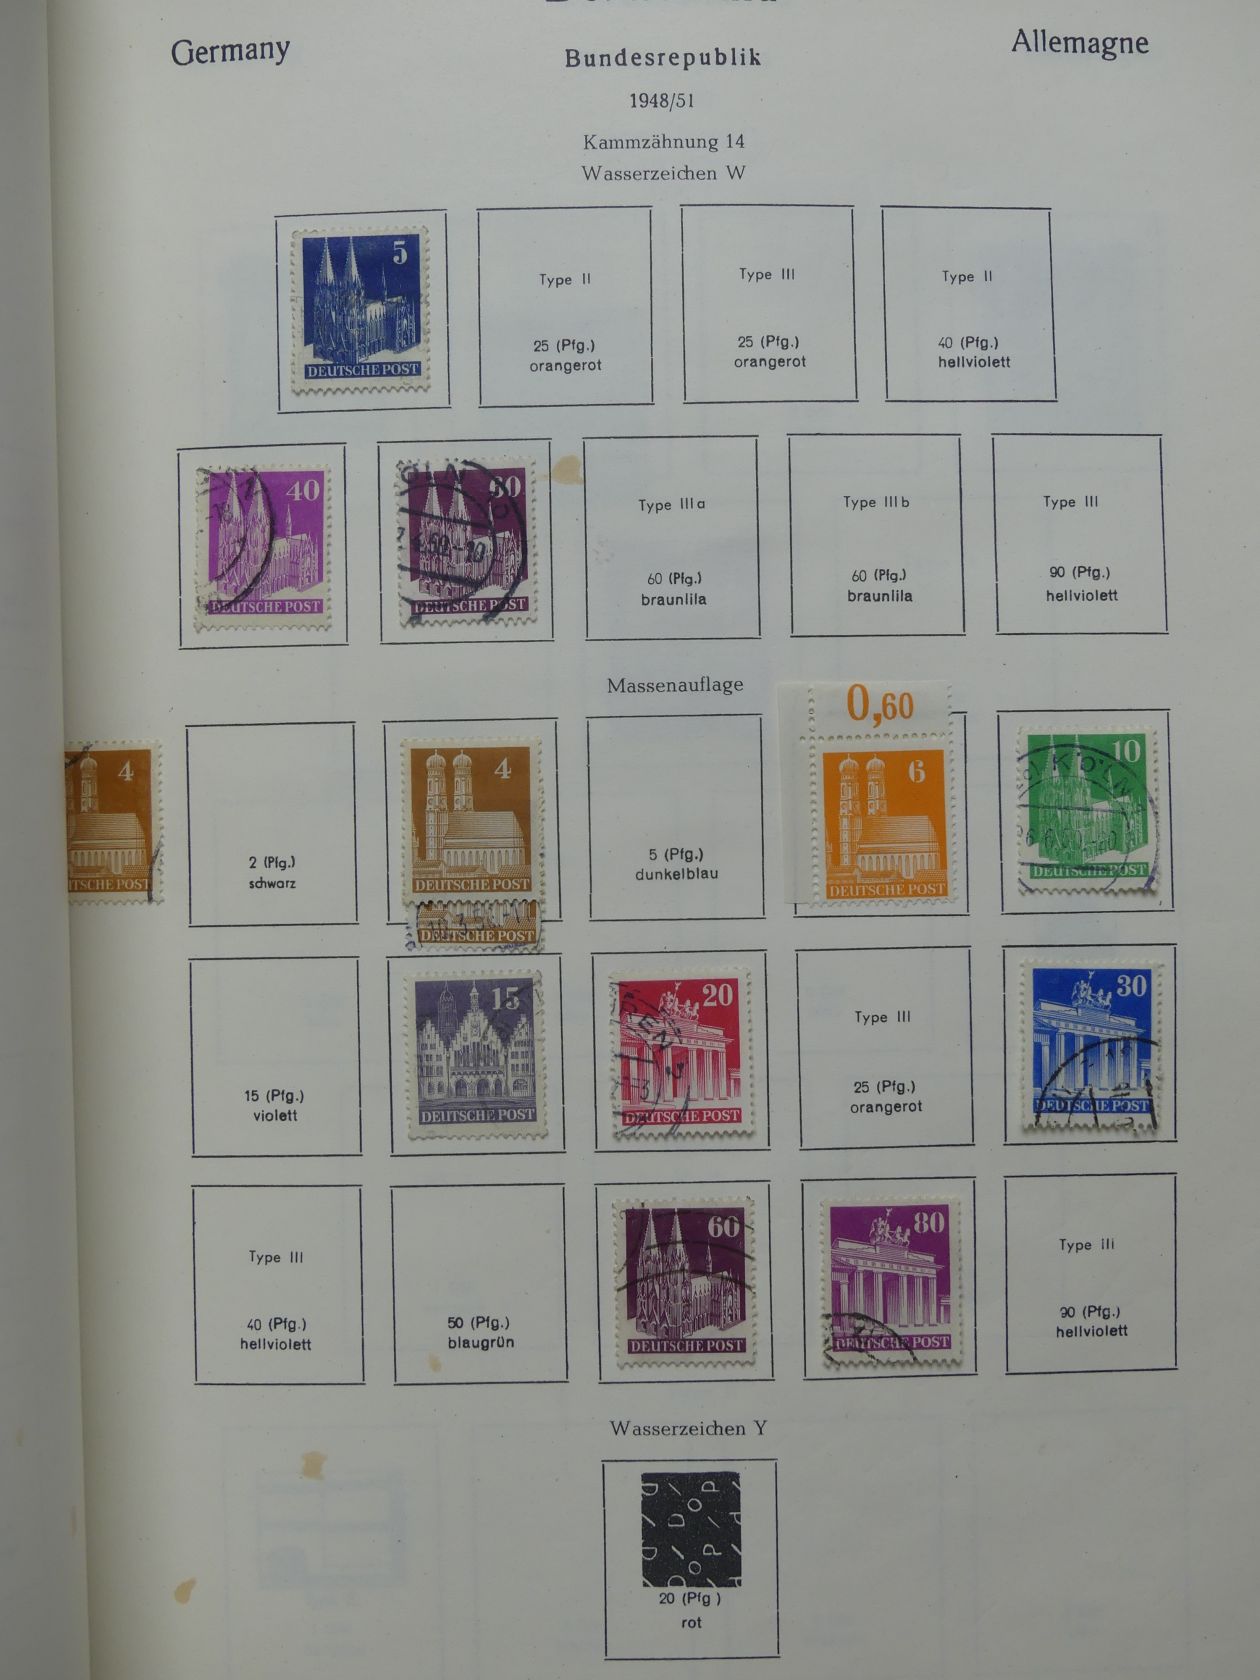 Germany
Bundesrepublik
Allemagne
1948/51
Kammzähnung 14
Wasserzeichen W
5
DEUTSCHE POST
Type II
25 (Pfg.)
orangerot
Type III
25 (Pfg.)
orangerot
Type II
40 (Pfg.)
hellviolett
40
DEUTSCHE POST
60
DEUTSCHE POST
Type IIIa
60 (Pfg.)
braunlila
Type IIIb
60 (Pfg.)
braunlila
Type III
90 (Pfg.)
hellviolett
Massenauflage
4
DEUTSCHE POST
2 (Pfg.)
schwarz
4
DEUTSCHE POST
DEUTSCHE POST
5 (Pfg.)
dunkelblau
0,60
6
DEUTSCHE POST
10
KÖLN
DEUTSCHE POST
15 (Pfg.)
violett
15
DEUTSCHE POST
20
DEUTSCHE POST
Type III
25 (Pfg.)
orangerot
30
DEUTSCHE POST
Type III
40 (Pfg.)
hellviolett
50 (Pfg.)
blaugrün
60
DEUTSCHE POST
80
DEUTSCHE POST
Type III
90 (Pfg.)
hellviolett
Wasserzeichen Y
20 (Pfg.)
rot